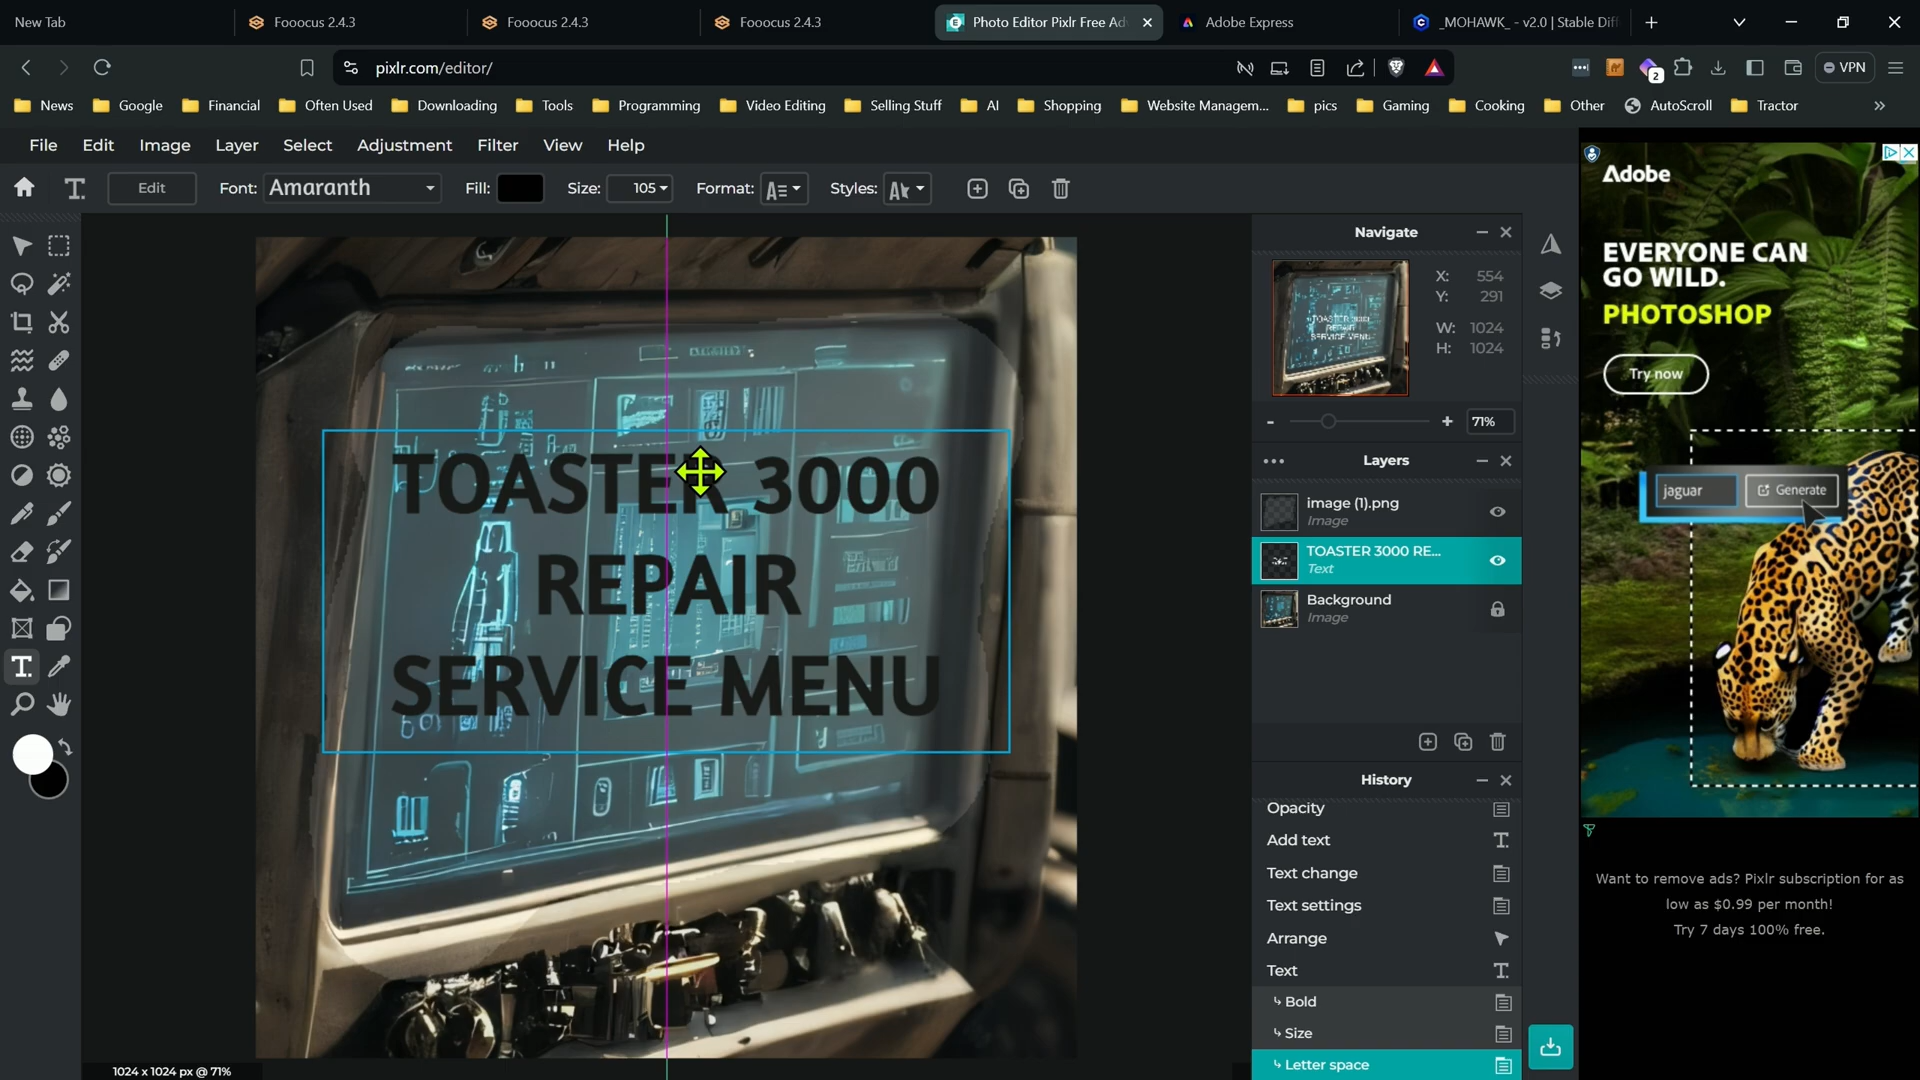 New Tab
Fooocus 2.4.3
Fooocus 2.4.3
Fooocus 2.4.3
Photo Editor Pixlr Free Ad
Adobe Express
_MOHAWK_ - v2.0 | Stable Diff
pixlr.com/editor/
2
VPN
News
Google
Financial
Often Used
Downloading
Tools
Programming
Video Editing
Selling Stuff
AI
Shopping
Website Managem...
pics
Gaming
Cooking
Other
AutoScroll
Tractor
»
File Edit Image Layer Select Adjustment Filter View Help
Edit
Font: Amaranth
Fill:
Size: 105
Format:
Styles:
TOASTER 3000
REPAIR
SERVICE MENU
1024 x 1024 px @ 71%
Navigate
X: 554
Y: 291
W: 1024
H: 1024
- + 71%
Layers
image (1).png
Image
TOASTER 3000 RE...
Text
Background
Image
History
Opacity
Add text
Text change
Text settings
Arrange
Text
Bold
Size
Letter space
Adobe
EVERYONE CAN
GO WILD.
PHOTOSHOP
Try now
jaguar
Generate
Want to remove ads? Pixlr subscription for as
low as $0.99 per month!
Try 7 days 100% free.